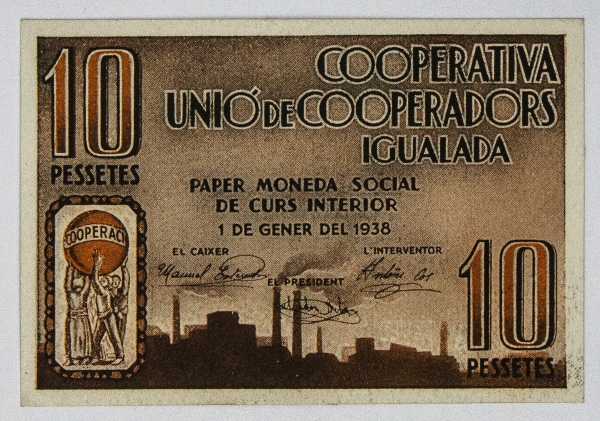 10
PESSETES
COOPERATIVA
UNIÓ DE COOPERADORS
IGUALADA
PAPER MONEDA SOCIAL
DE CURS INTERIOR
1 DE GENER DEL 1938
COOPERACI
EL CAIXER
L'INTERVENTOR
EL PRESIDENT
Manuel
10
PESSETES